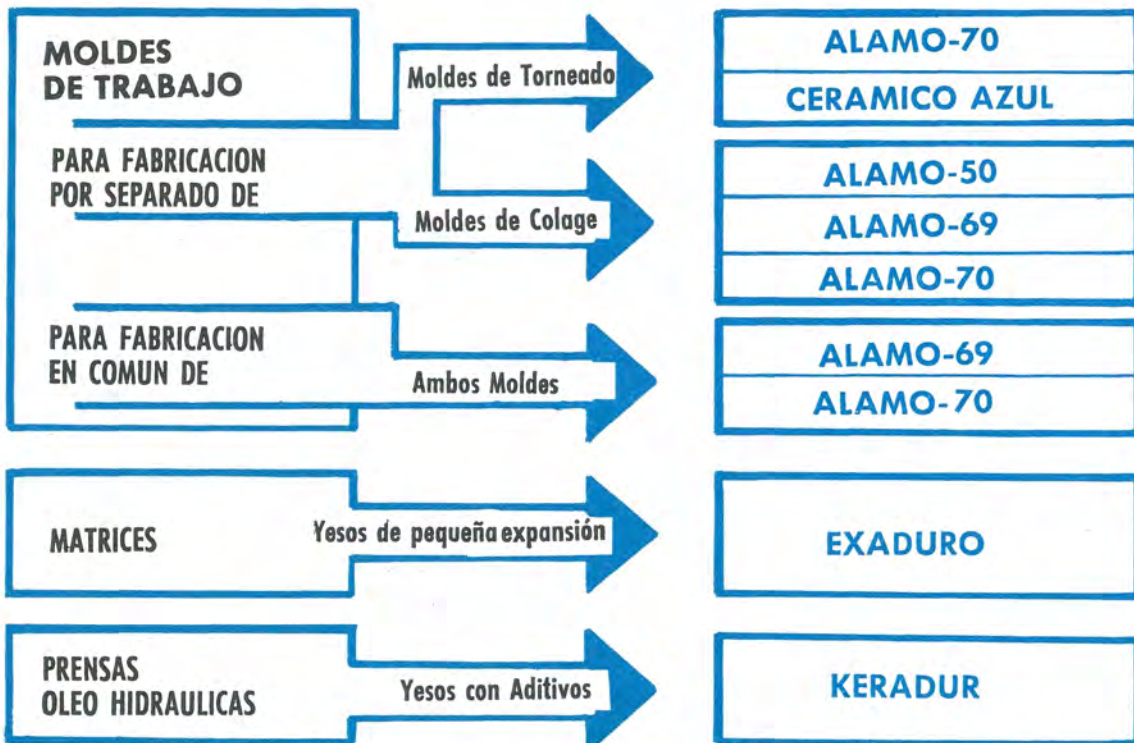 MOLDES
DE TRABAJO
PARA FABRICACION
POR SEPARADO DE
Moldes de Torneado
ALAMO-70
CERAMICO AZUL
Moldes de Colage
ALAMO-50
ALAMO-69
ALAMO-70
PARA FABRICACION
EN COMUN DE
Ambos Moldes
ALAMO-69
ALAMO-70
MATRICES
Yesos de pequeña expansión
EXADURO
PRENSAS
OLEO HIDRAULICAS
Yesos con Aditivos
KERADUR